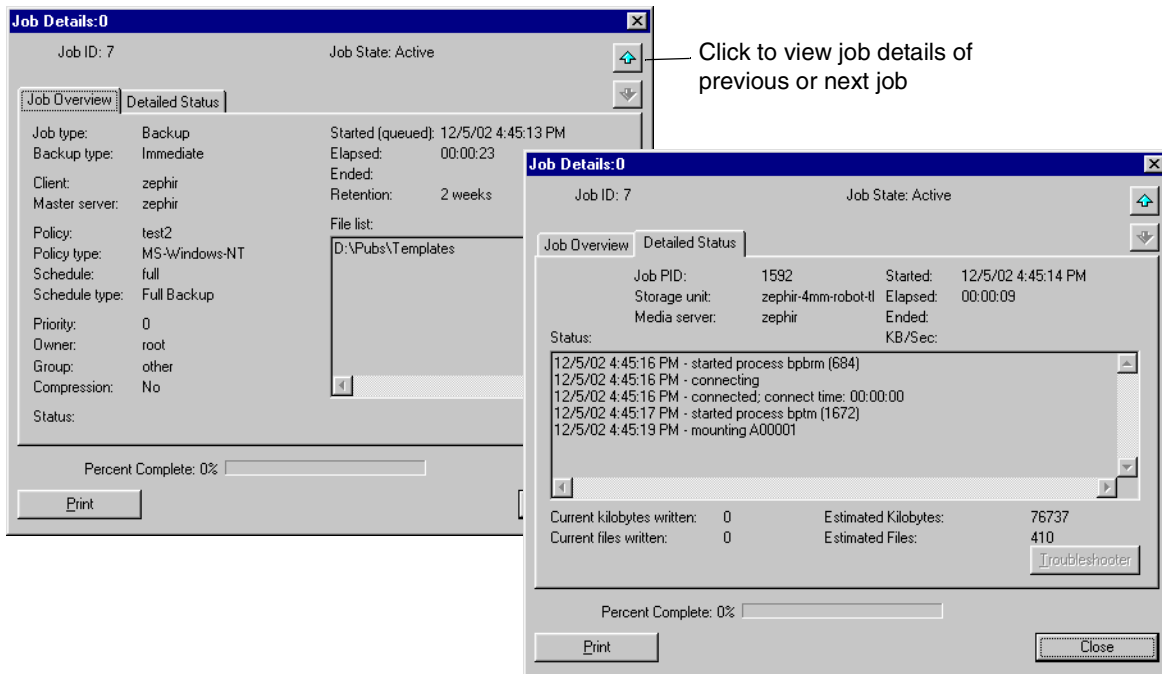 Job Details:0
Job ID: 7
Job State: Active
Click to view job details of
previous or next job
Job Overview
Detailed Status
Job type: Backup
Backup type: Immediate
Client: zephir
Master server: zephir
Policy: test2
Policy type: MS-Windows-NT
Schedule: full
Schedule type: Full Backup
Priority: 0
Owner: root
Group: other
Compression: No
Status:
Started (queued): 12/5/02 4:45:13 PM
Elapsed: 00:00:23
Ended:
Retention: 2 weeks
File list:
D:\Pubs\Templates
Percent Complete: 0%
Print
Job Details:0
Job ID: 7
Job State: Active
Job Overview
Detailed Status
Job PID: 1592
Storage unit: zephir-4mm-robot-tl
Media server: zephir
Started: 12/5/02 4:45:14 PM
Elapsed: 00:00:09
Ended:
KB/Sec:
Status:
12/5/02 4:45:16 PM - started process bpbrm (684)
12/5/02 4:45:16 PM - connecting
12/5/02 4:45:16 PM - connected; connect time: 00:00:00
12/5/02 4:45:17 PM - started process bptm (1672)
12/5/02 4:45:19 PM - mounting A00001
Current kilobytes written: 0
Current files written: 0
Estimated Kilobytes: 76737
Estimated Files: 410
Troubleshooter
Percent Complete: 0%
Print
Close